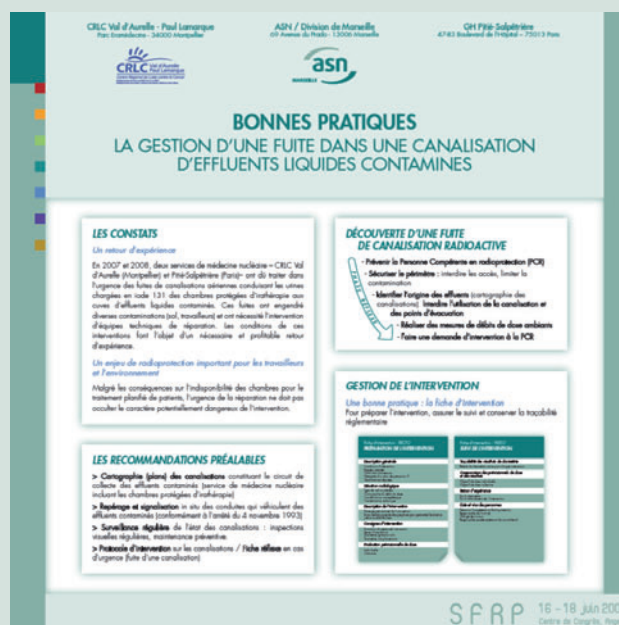 CRLC Val d'Aurelle - Paul Lamarque
Parc Euromédecine - 34000 Montpellier
ASN / Division de Marseille
69 Avenue du Prado - 13006 Marseille
GH Pitié-Salpêtrière
47-83 Boulevard de l'Hôpital – 75013 Paris
CRLC Val d'Aurelle
Paul Lamarque
asn
MARSEILLE
BONNES PRATIQUES
LA GESTION D'UNE FUITE DANS UNE CANALISATION
D'EFFLUENTS LIQUIDES CONTAMINES
LES CONSTATS
Un retour d'expérience
En 2007 et 2008, deux services de médecine nucléaire – CRLC Val
d'Aurelle (Montpellier) et Pitié-Salpêtrière (Paris)– ont dû traiter dans
l'urgence des fuites de canalisations aériennes conduisant les urines
chargées en iode 131 des chambres protégées d'irathérapie aux
cuves d'effluents liquides contaminés. Ces fuites ont engendré
diverses contaminations (sol, travailleurs) et ont nécessité l'intervention
d'équipes techniques de réparation. Les conditions de ces
interventions font l'objet d'un nécessaire et profitable retour
d'expérience.
Un enjeu de radioprotection important pour les travailleurs
et l'environnement
Malgré les conséquences sur l'indisponibilité des chambres pour le
traitement planifié de patients, l'urgence de la réparation ne doit pas
occulter le caractère potentiellement dangereux de l'intervention.
LES RECOMMANDATIONS PRÉALABLES
> Cartographie (plans) des canalisations constituant le circuit de
collecte des effluents contaminés (service de médecine nucléaire
incluant les chambres protégées d'irathérapie)
> Repérage et signalisation in situ des conduites qui véhiculent des
effluents contaminés (conformément à l'arrêté du 4 novembre 1993)
> Surveillance régulière de l'état des canalisations : inspections
visuelles régulières, maintenance préventive.
> Protocole d'intervention sur les canalisations / Fiche réflexe en cas
d'urgence (fuite d'une canalisation)
DÉCOUVERTE D'UNE FUITE
DE CANALISATION RADIOACTIVE
- Prévenir la Personne Compétente en radioprotection (PCR)
- Sécuriser le périmètre : interdire les accès, limiter la
contamination
- Identifier l'origine des effluents (cartographie des
canalisations). Interdire l'utilisation de la canalisation et
des points d'évacuation
- Réaliser des mesures de débits de dose ambiants
- Faire une demande d'intervention à la PCR
GESTION DE L'INTERVENTION
Une bonne pratique : la fiche d'intervention
Pour préparer l'intervention, assurer le suivi et conserver la traçabilité
réglementaire
PRÉPARATION DE L'INTERVENTION
SUIVI DE L'INTERVENTION
SFRP 16 - 18 juin 200
Centre de Congrès, Ange